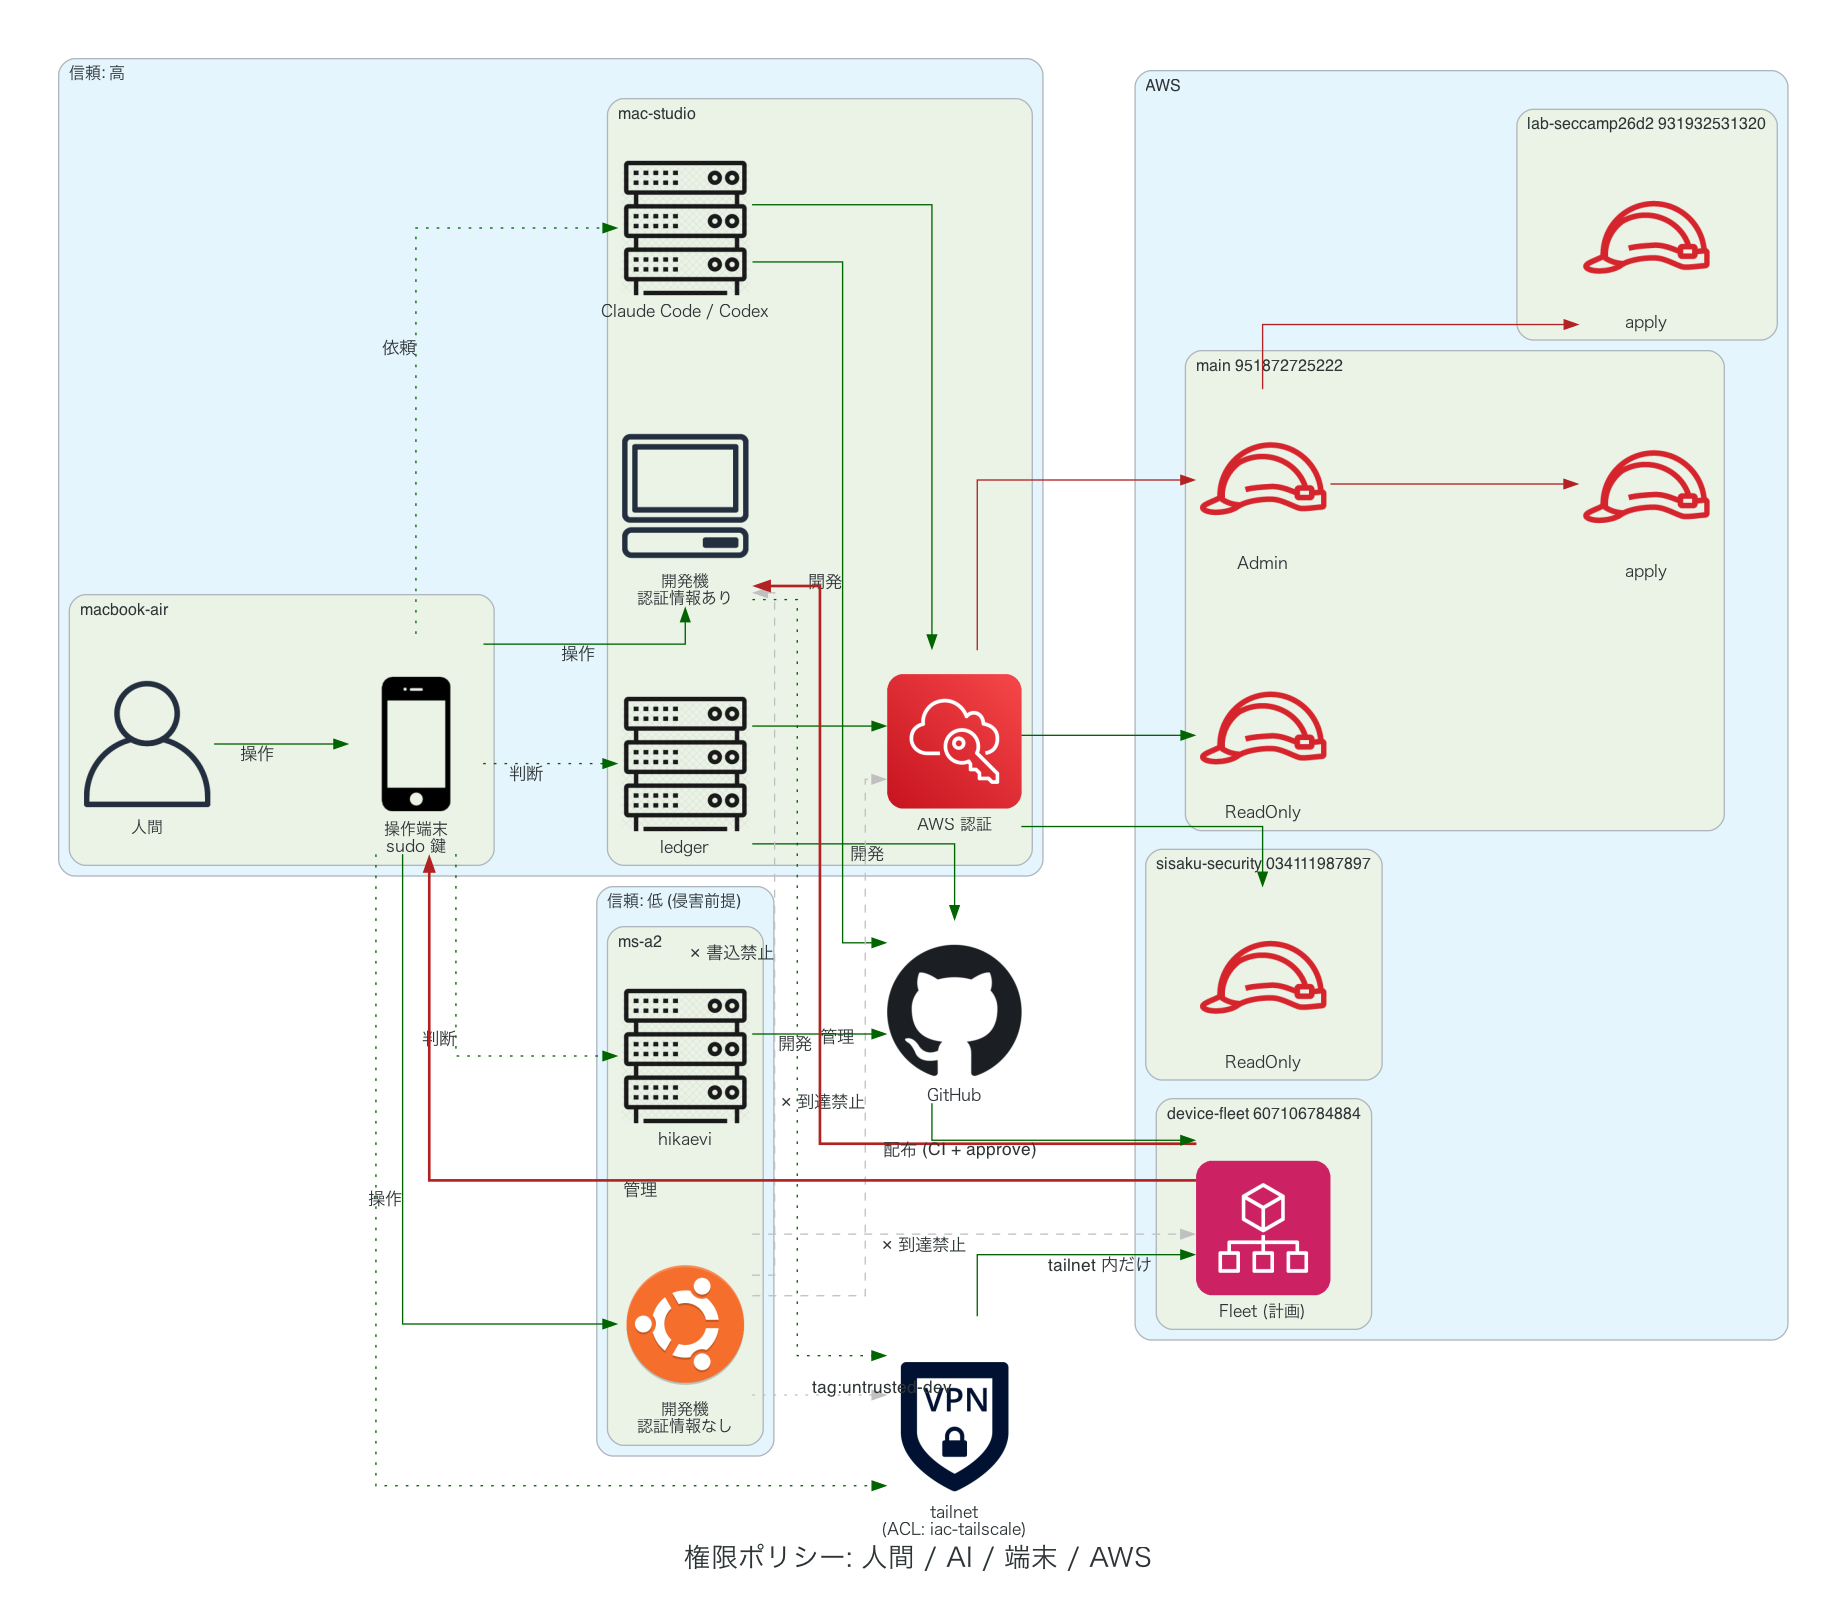 信頼: 高
mac-studio
Claude Code / Codex
依頼
開発機
認証情報あり
開発
macbook-air
操作
人間
操作
操作端末
sudo 鍵
判断
ledger
AWS 認証
開発
AWS
lab-seccamp26d2 931932531320
apply
main 951872725222
Admin
apply
ReadOnly
sisaku-security 034111987897
ReadOnly
device-fleet 607106784884
Fleet (計画)
信頼: 低 (侵害前提)
ms-a2
× 書込禁止
判断
hikaevi
開発
管理
× 到達禁止
GitHub
配布 (CI + approve)
管理
操作
× 到達禁止
tailnet 内だけ
開発機
認証情報なし
tag:untrusted-dev
VPN
tailnet
(ACL: iac-tailscale)
権限ポリシー: 人間 / AI / 端末 / AWS